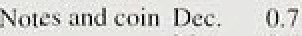 Notes and coin Dec. 0.7